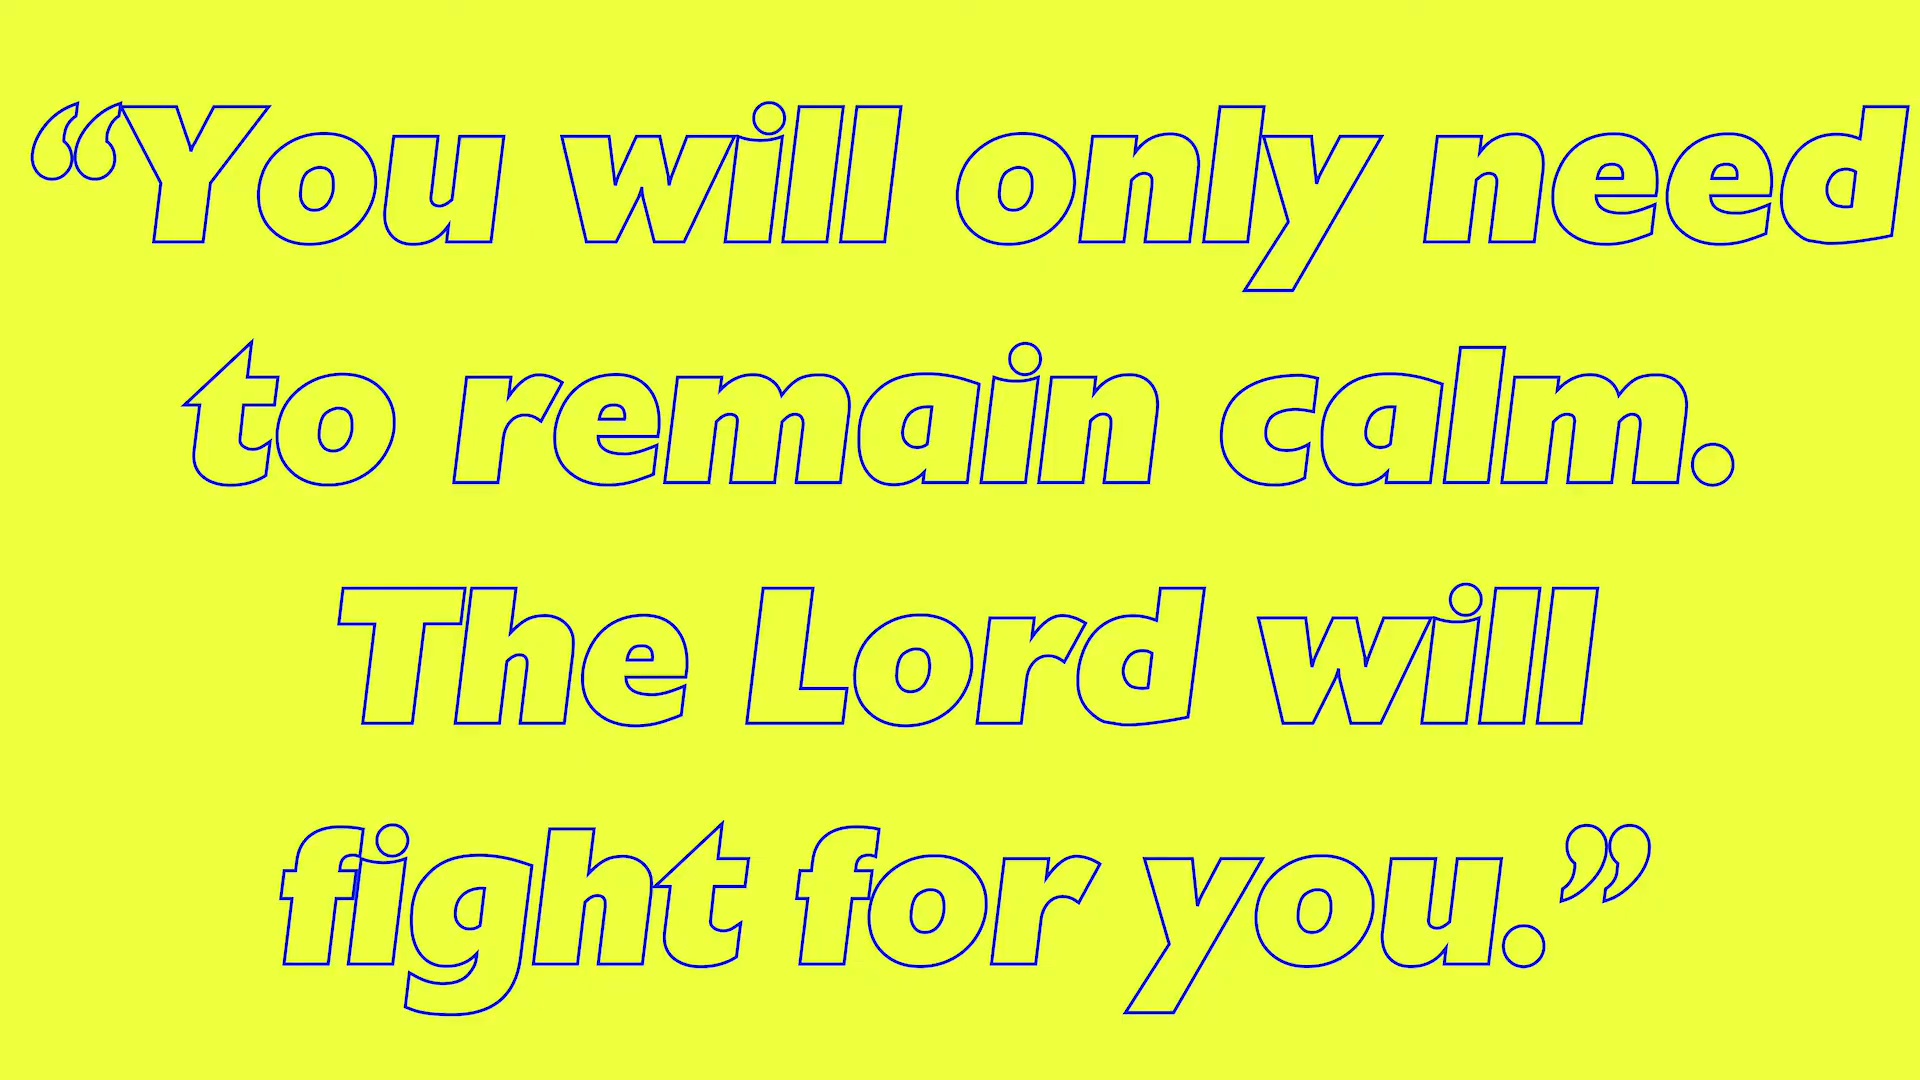 “You will only need
to remain calm.
The Lord will
fight for you.”